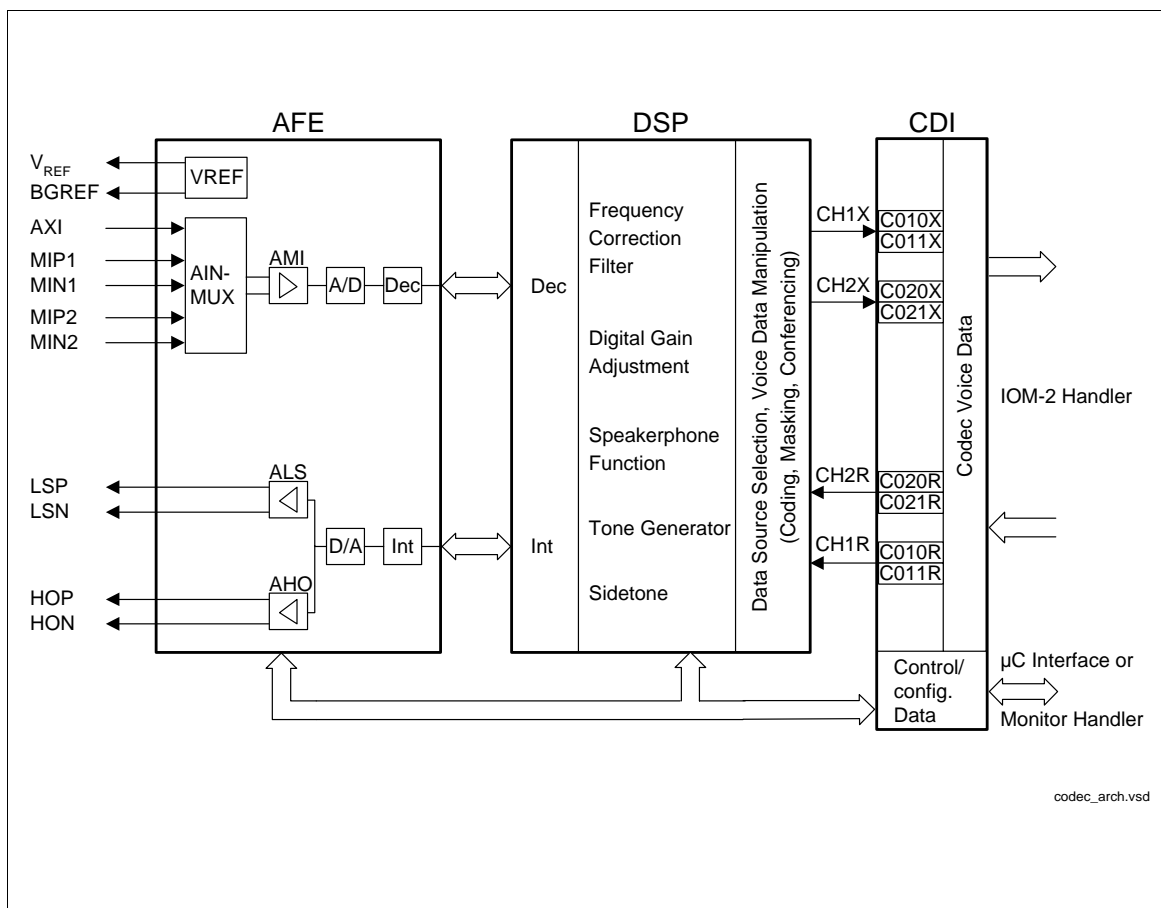 AFE
DSP
CDI
VREF
BGREF
VREF
AXI
MIP1
MIN1
MIP2
MIN2
AIN-
MUX
AMI
A/D
Dec
LSP
LSN
HOP
HON
ALS
AHO
D/A
Int
Dec
Int
Frequency
Correction
Filter
Digital Gain
Adjustment
Speakerphone
Function
Tone Generator
Sidetone
Data Source Selection, Voice Data Manipulation
(Coding, Masking, Conferencing)
CH1X
CH2X
CH2R
CH1R
C010X
C011X
C020X
C021X
C020R
C021R
C010R
C011R
Codec Voice Data
Control/
config.
Data
IOM-2 Handler
µC Interface or
Monitor Handler
codec_arch.vsd